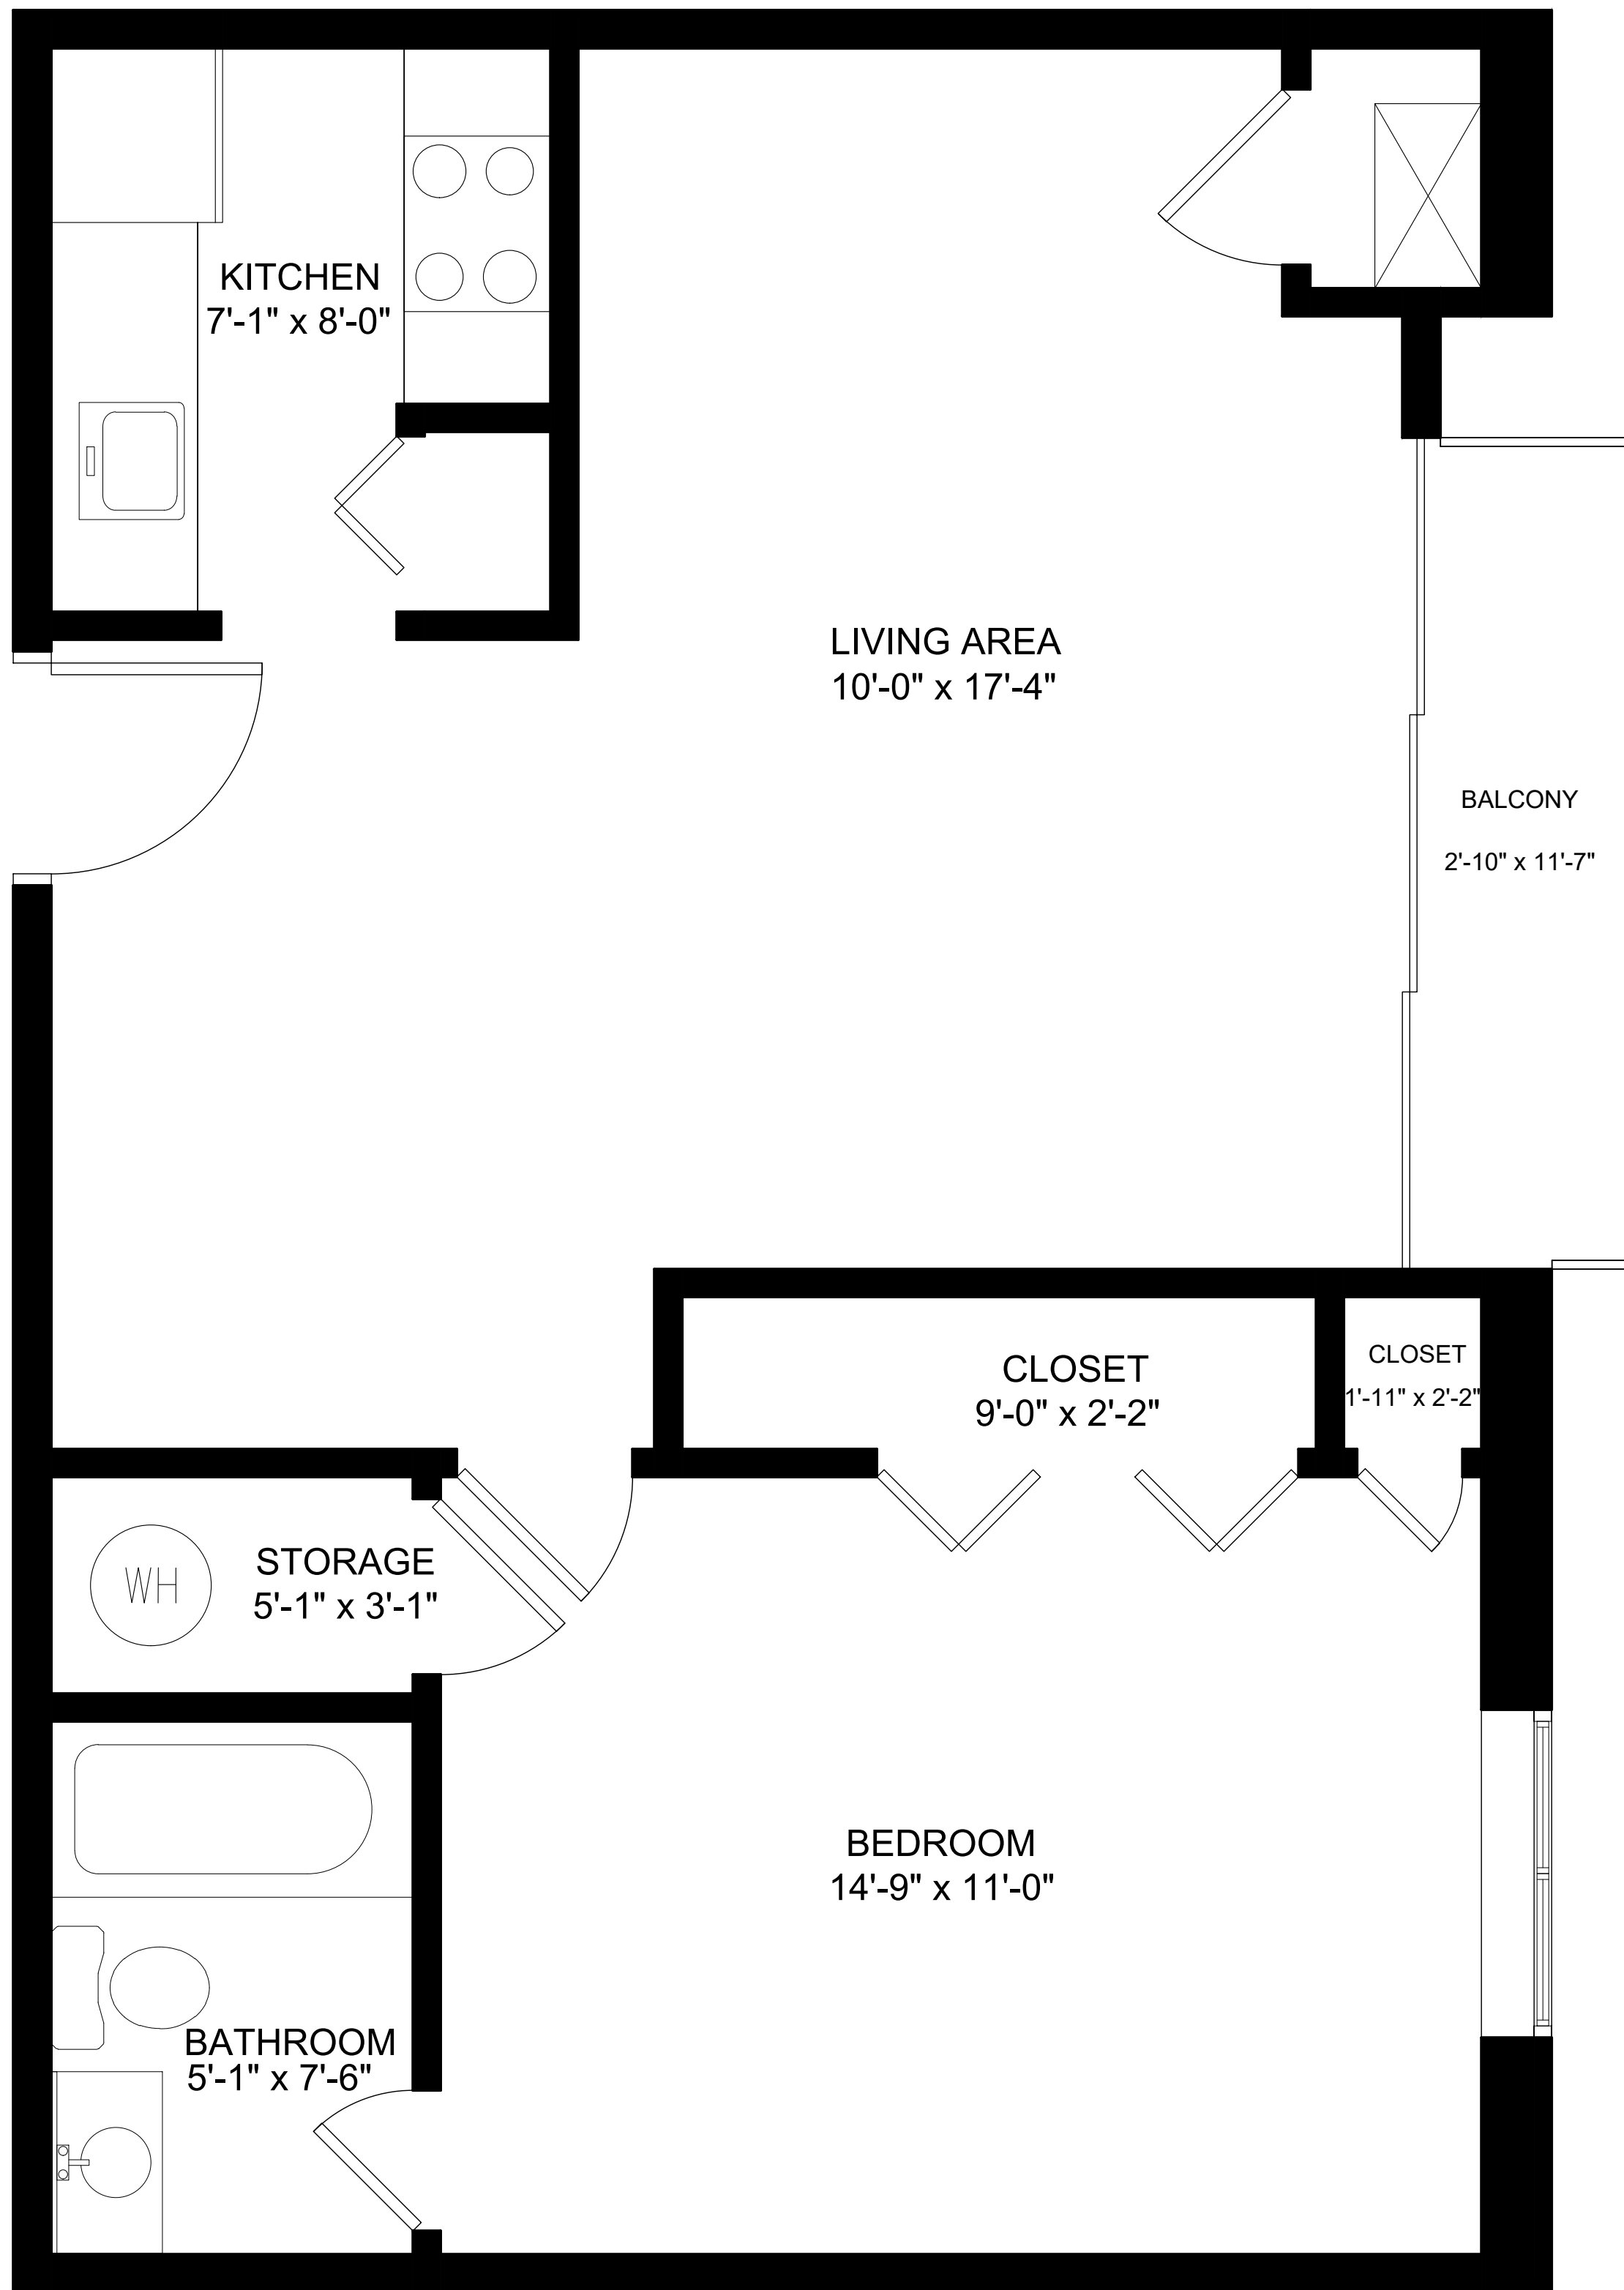 KITCHEN
7'-1" x 8'-0"
LIVING AREA
10'-0" x 17'-4"
BALCONY
2'-10" x 11'-7"
CLOSET
9'-0" x 2'-2"
CLOSET
1'-11" x 2'-2"
STORAGE
5'-1" x 3'-1"
WH
BEDROOM
14'-9" x 11'-0"
BATHROOM
5'-1" x 7'-6"